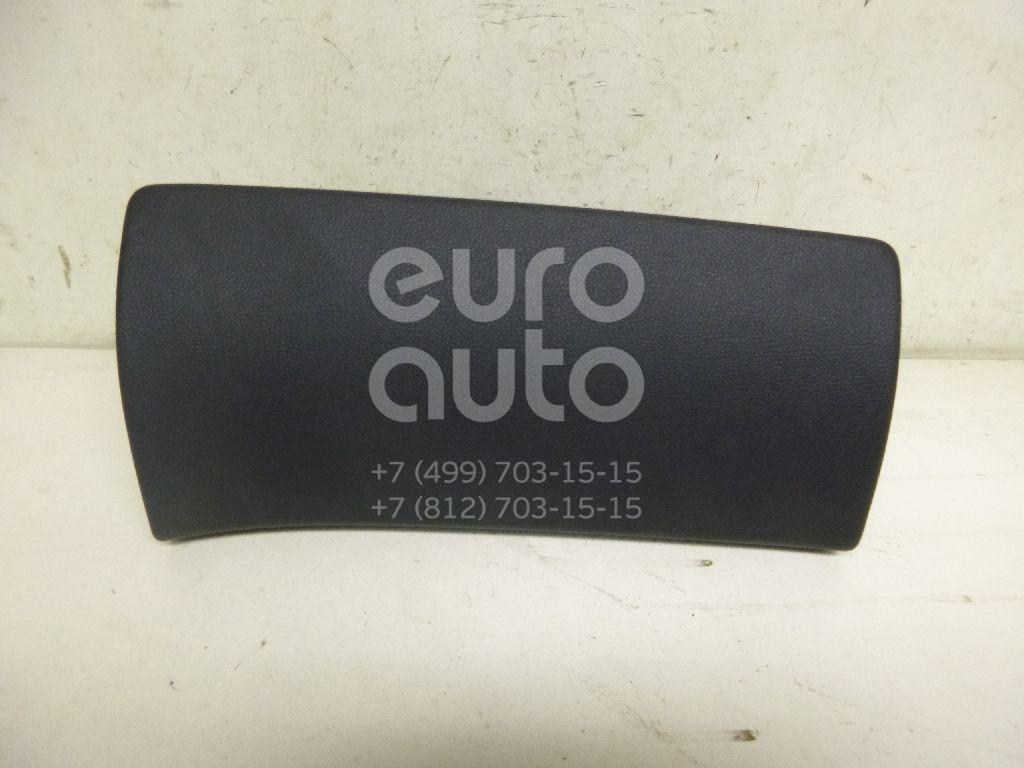 euro
auto
+7 (499) 703-15-15
+7 (812) 703-15-15